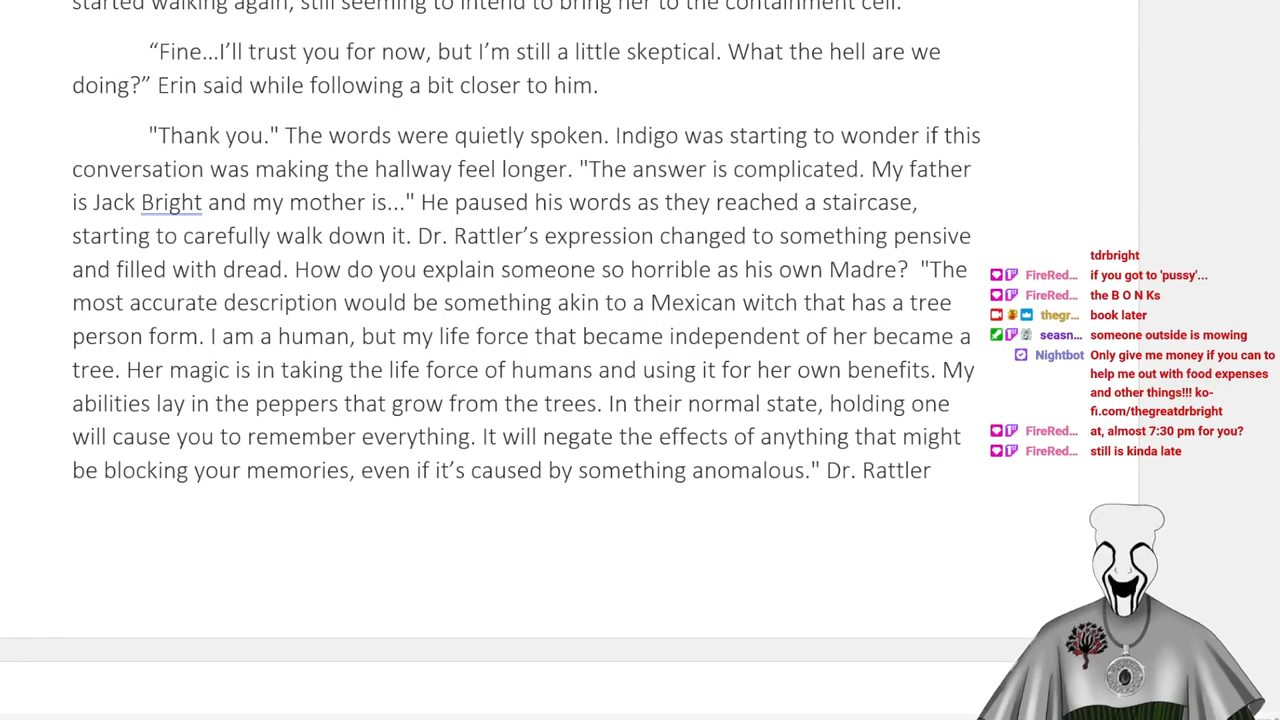 started walking again, still seeming to intend to bring her to the containment cell.
“Fine...I’ll trust you for now, but I’m still a little skeptical. What the hell are we
doing?” Erin said while following a bit closer to him.
"Thank you." The words were quietly spoken. Indigo was starting to wonder if this
conversation was making the hallway feel longer. "The answer is complicated. My father
is Jack Bright and my mother is..." He paused his words as they reached a staircase,
starting to carefully walk down it. Dr. Rattler’s expression changed to something pensive
and filled with dread. How do you explain someone so horrible as his own Madre?  "The
most accurate description would be something akin to a Mexican witch that has a tree
person form. I am a human, but my life force that became independent of her became a
tree. Her magic is in taking the life force of humans and using it for her own benefits. My
abilities lay in the peppers that grow from the trees. In their normal state, holding one
will cause you to remember everything. It will negate the effects of anything that might
be blocking your memories, even if it’s caused by something anomalous." Dr. Rattler
tdrbright
FireRed... if you got to 'pussy'...
FireRed... the B O N Ks
thegr... book later
seasn... someone outside is mowing
Nightbot Only give me money if you can to
help me out with food expenses
and other things!!! ko-
fi.com/thegreatdrbright
FireRed... at, almost 7:30 pm for you?
FireRed... still is kinda late